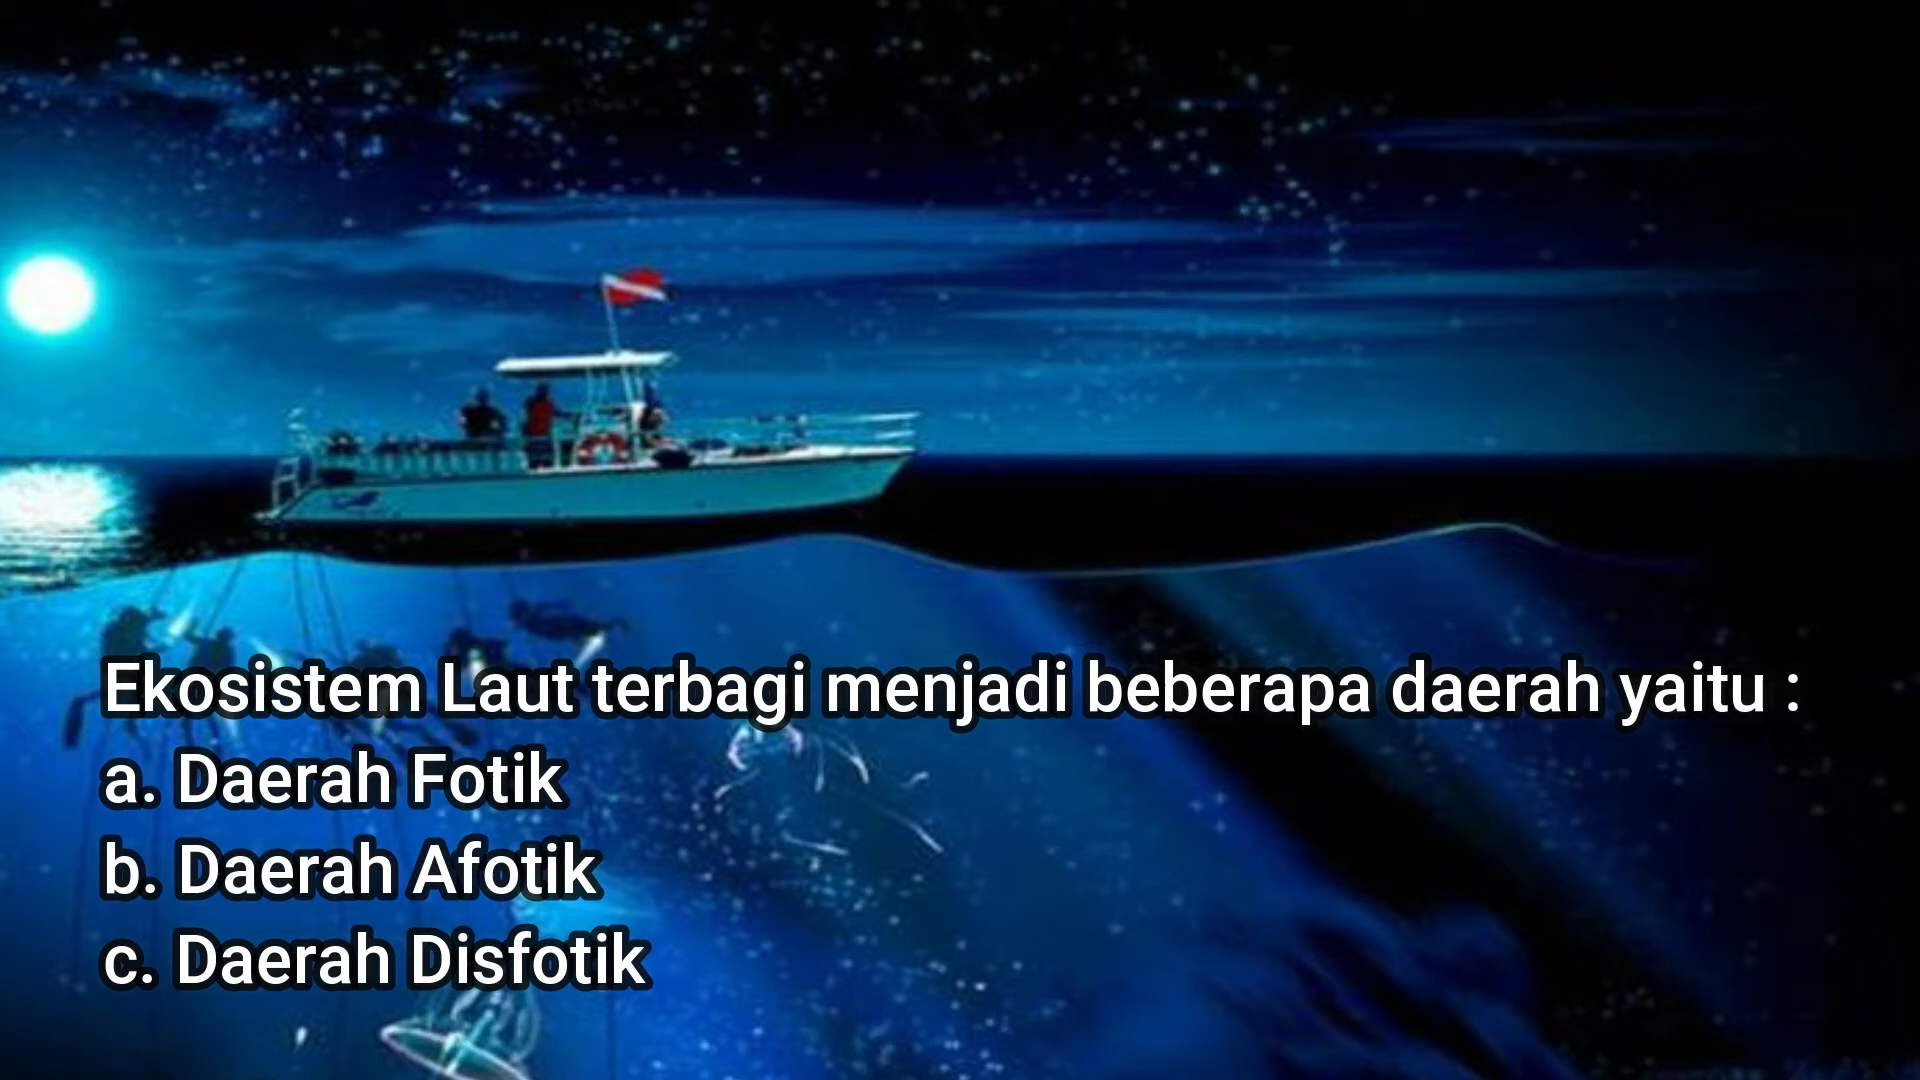 Ekosistem Laut terbagi menjadi beberapa daerah yaitu :
a. Daerah Fotik
b. Daerah Afotik
c. Daerah Disfotik